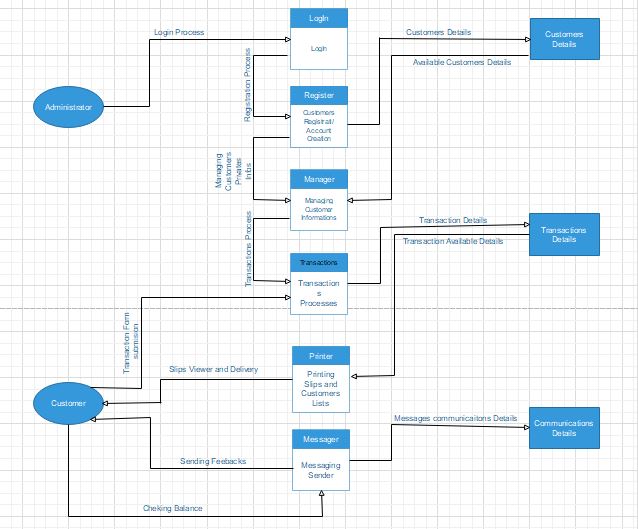 LogIn
LogIn
Login Process
Customers Details
Customers
Details
Available Customers Details
Registration Process
Administrator
Register
Customers
Registrat/
Account
Creation
Managing
Customers
Privates
Infos
Manager
Managing
Customer
Informations
Transaction Details
Transactions
Details
Transaction Available Details
Transactions Process
Transactions
Transaction
s
Processes
Transaction Form
submision
Printer
Printing
Slips and
Customers
Lists
Slips Viewer and Delivery
Customer
Messages communicaitons Details
Communications
Details
Messager
Messaging
Sender
Sending Feebacks
Cheking Balance